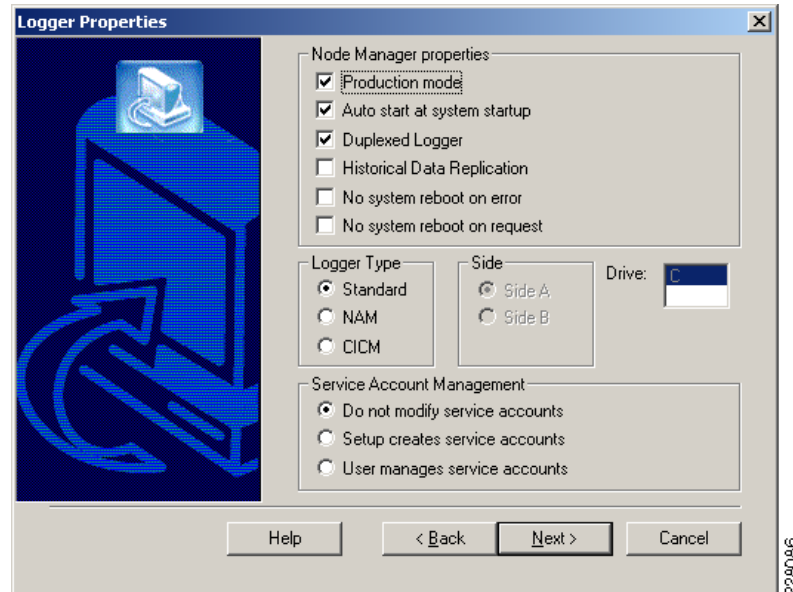 Logger Properties
Node Manager properties
Production mode
Auto start at system startup
Duplexed Logger
Historical Data Replication
No system reboot on error
No system reboot on request
Logger Type
Standard
NAM
CICM
Side
Side A
Side B
Drive:
C
Service Account Management
Do not modify service accounts
Setup creates service accounts
User manages service accounts
Help
< Back
Next >
Cancel